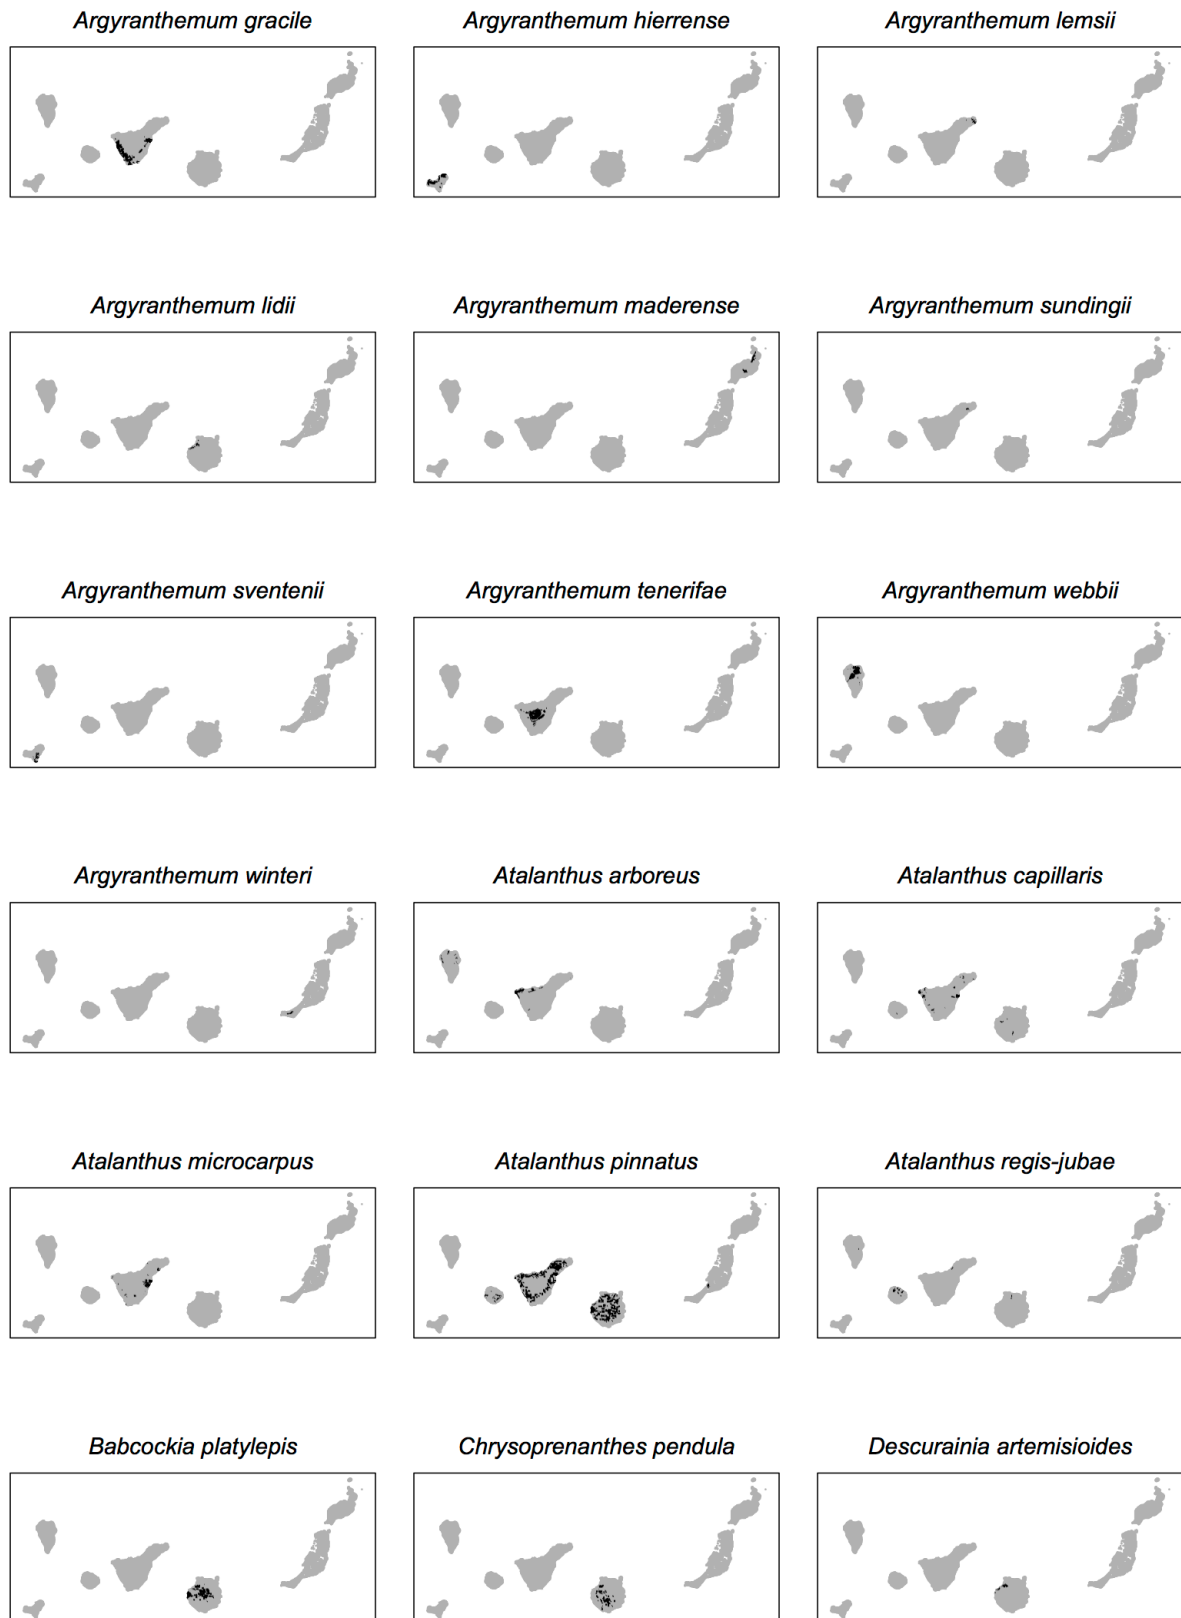 Argyranthemum gracile
Argyranthemum hierrense
Argyranthemum lemsii
Argyranthemum lidii
Argyranthemum maderense
Argyranthemum sundingii
Argyranthemum sventenii
Argyranthemum tenerifae
Argyranthemum webbii
Argyranthemum winteri
Atalanthus arboreus
Atalanthus capillaris
Atalanthus microcarpus
Atalanthus pinnatus
Atalanthus regis-jubae
Babcockia platylepis
Chrysoprenanthes pendula
Descurainia artemisioides